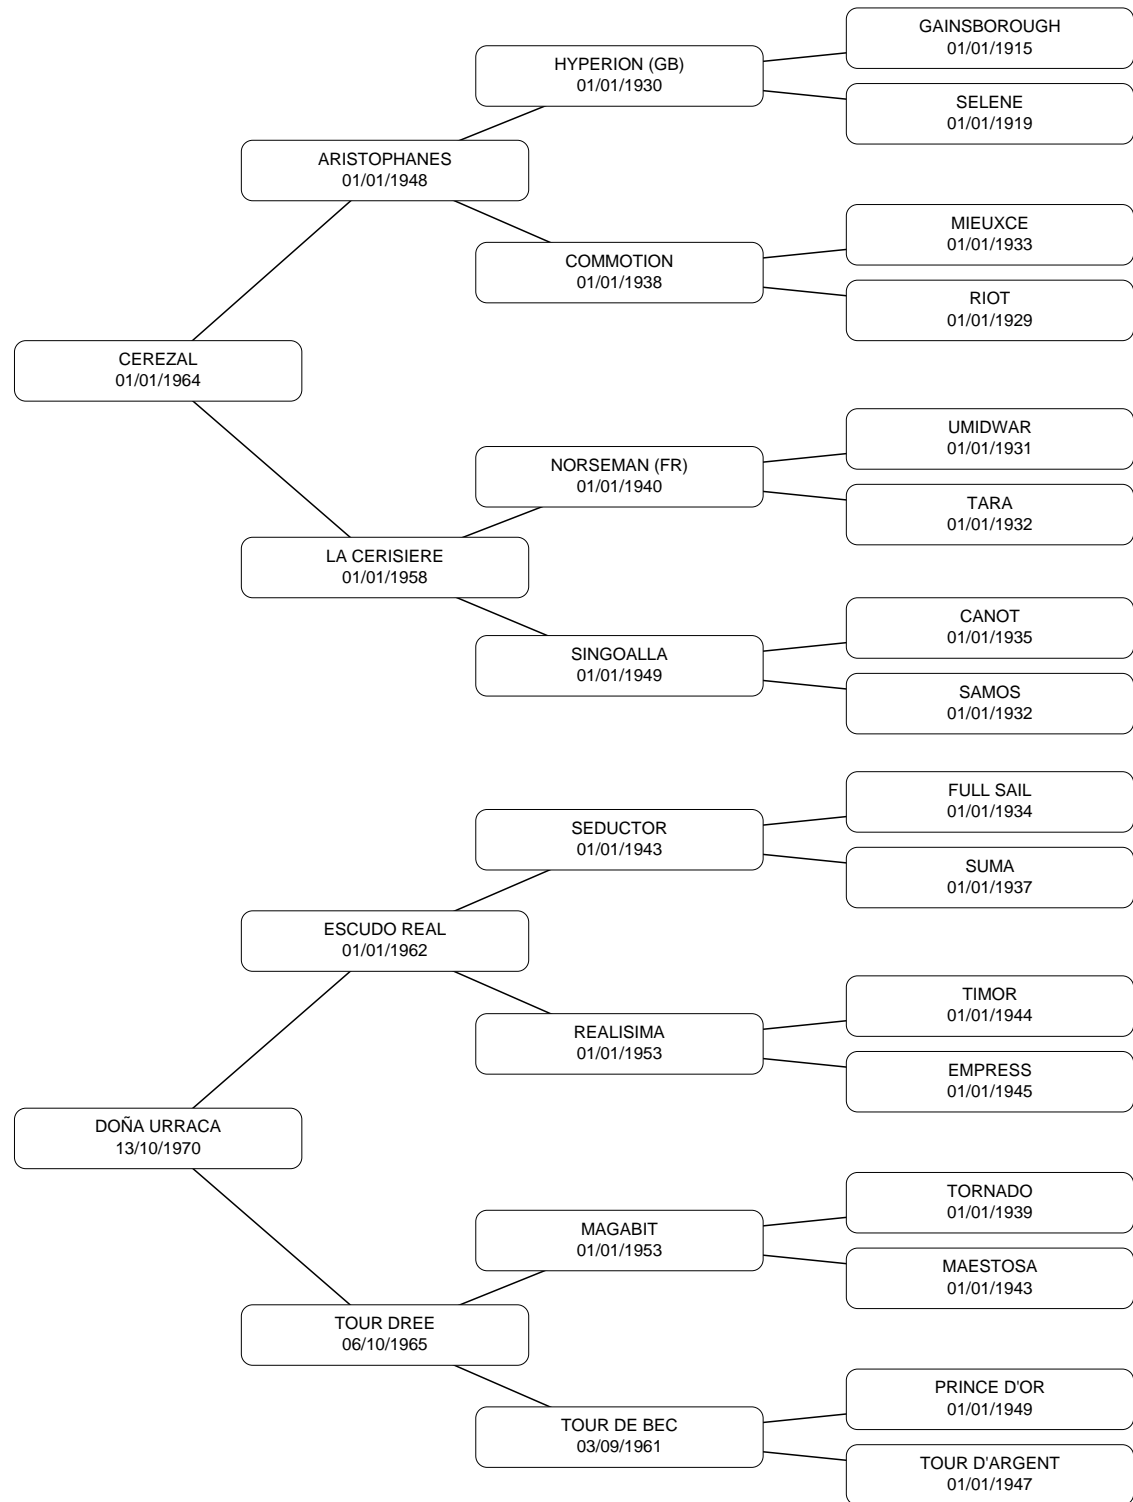 GAINSBOROUGH
01/01/1915
HYPERION (GB)
01/01/1930
SELENE
01/01/1919
ARISTOPHANES
01/01/1948
MIEUXCE
01/01/1933
COMMOTION
01/01/1938
RIOT
01/01/1929
CEREZAL
01/01/1964
UMIDWAR
01/01/1931
NORSEMAN (FR)
01/01/1940
TARA
01/01/1932
LA CERISIERE
01/01/1958
CANOT
01/01/1935
SINGOALLA
01/01/1949
SAMOS
01/01/1932
FULL SAIL
01/01/1934
SEDUCTOR
01/01/1943
SUMA
01/01/1937
ESCUDO REAL
01/01/1962
TIMOR
01/01/1944
REALISIMA
01/01/1953
EMPRESS
01/01/1945
DOÑA URRACA
13/10/1970
TORNADO
01/01/1939
MAGABIT
01/01/1953
MAESTOSA
01/01/1943
TOUR DREE
06/10/1965
PRINCE D'OR
01/01/1949
TOUR DE BEC
03/09/1961
TOUR D'ARGENT
01/01/1947